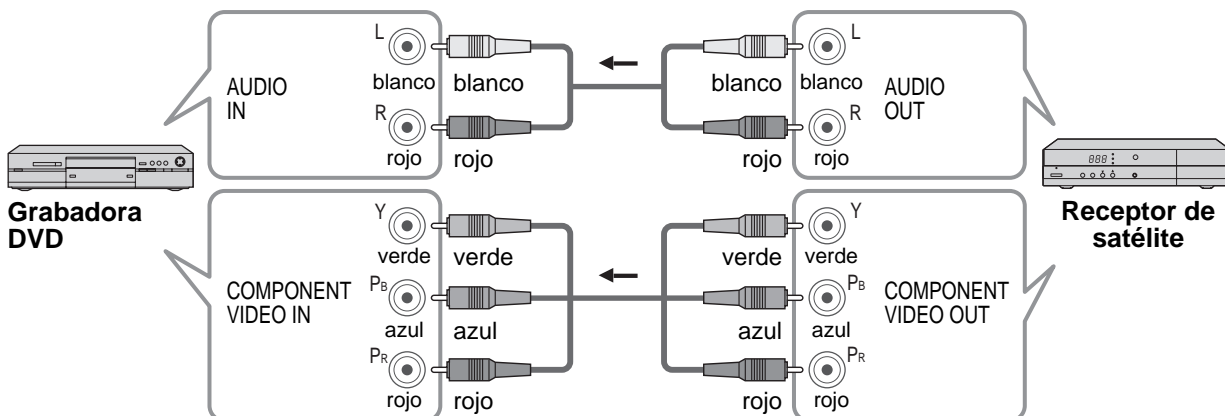 L
blanco blanco
AUDIO
IN
R
rojo rojo
L
blanco blanco
AUDIO
OUT
R
rojo rojo
Grabadora
DVD
888
Receptor de
satélite
Y
verde verde
COMPONENT
VIDEO IN
PB
azul azul
PR
rojo rojo
Y
verde verde
COMPONENT
VIDEO OUT
PB
azul azul
PR
rojo rojo